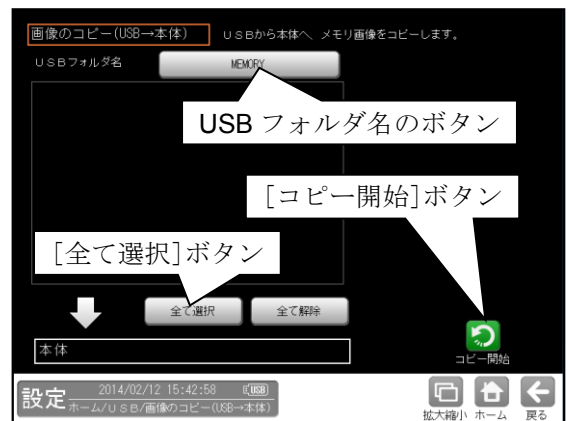 画像のコピー(USB→本体)
USBから本体へ メモリ画像をコピーします。
USBフォルダ名
MEMORY
USB フォルダ名のボタン
[コピー開始]ボタン
[全て選択]ボタン
全て選択
全て解除
本体
コピー開始
設定
2014/02/12 15:42:58
USB
ホーム/USB/画像のコピー(USB→本体)
拡大縮小
ホーム
戻る